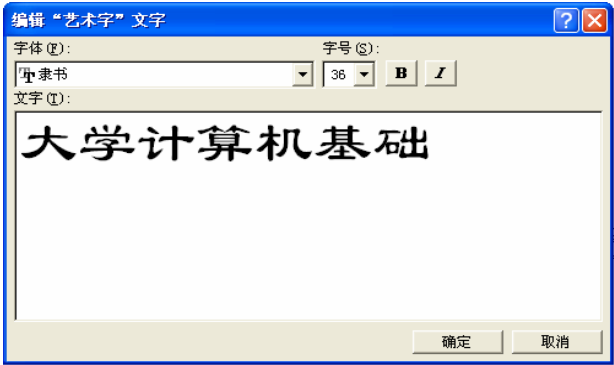 编辑“艺术字”文字
字体(F): 字号(S):
隶书 36 B I
文字(T):
大学计算机基础
确定 取消